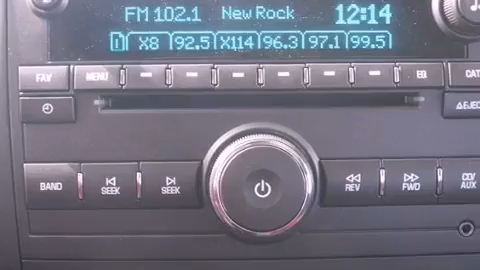 FM 102.1 New Rock 12:14
D X8 92.5 X114 96.3 97.1 99.5
FAV MENU EQ CAT
EJEC
BAND SEEK SEEK REV FWD CD/AUX